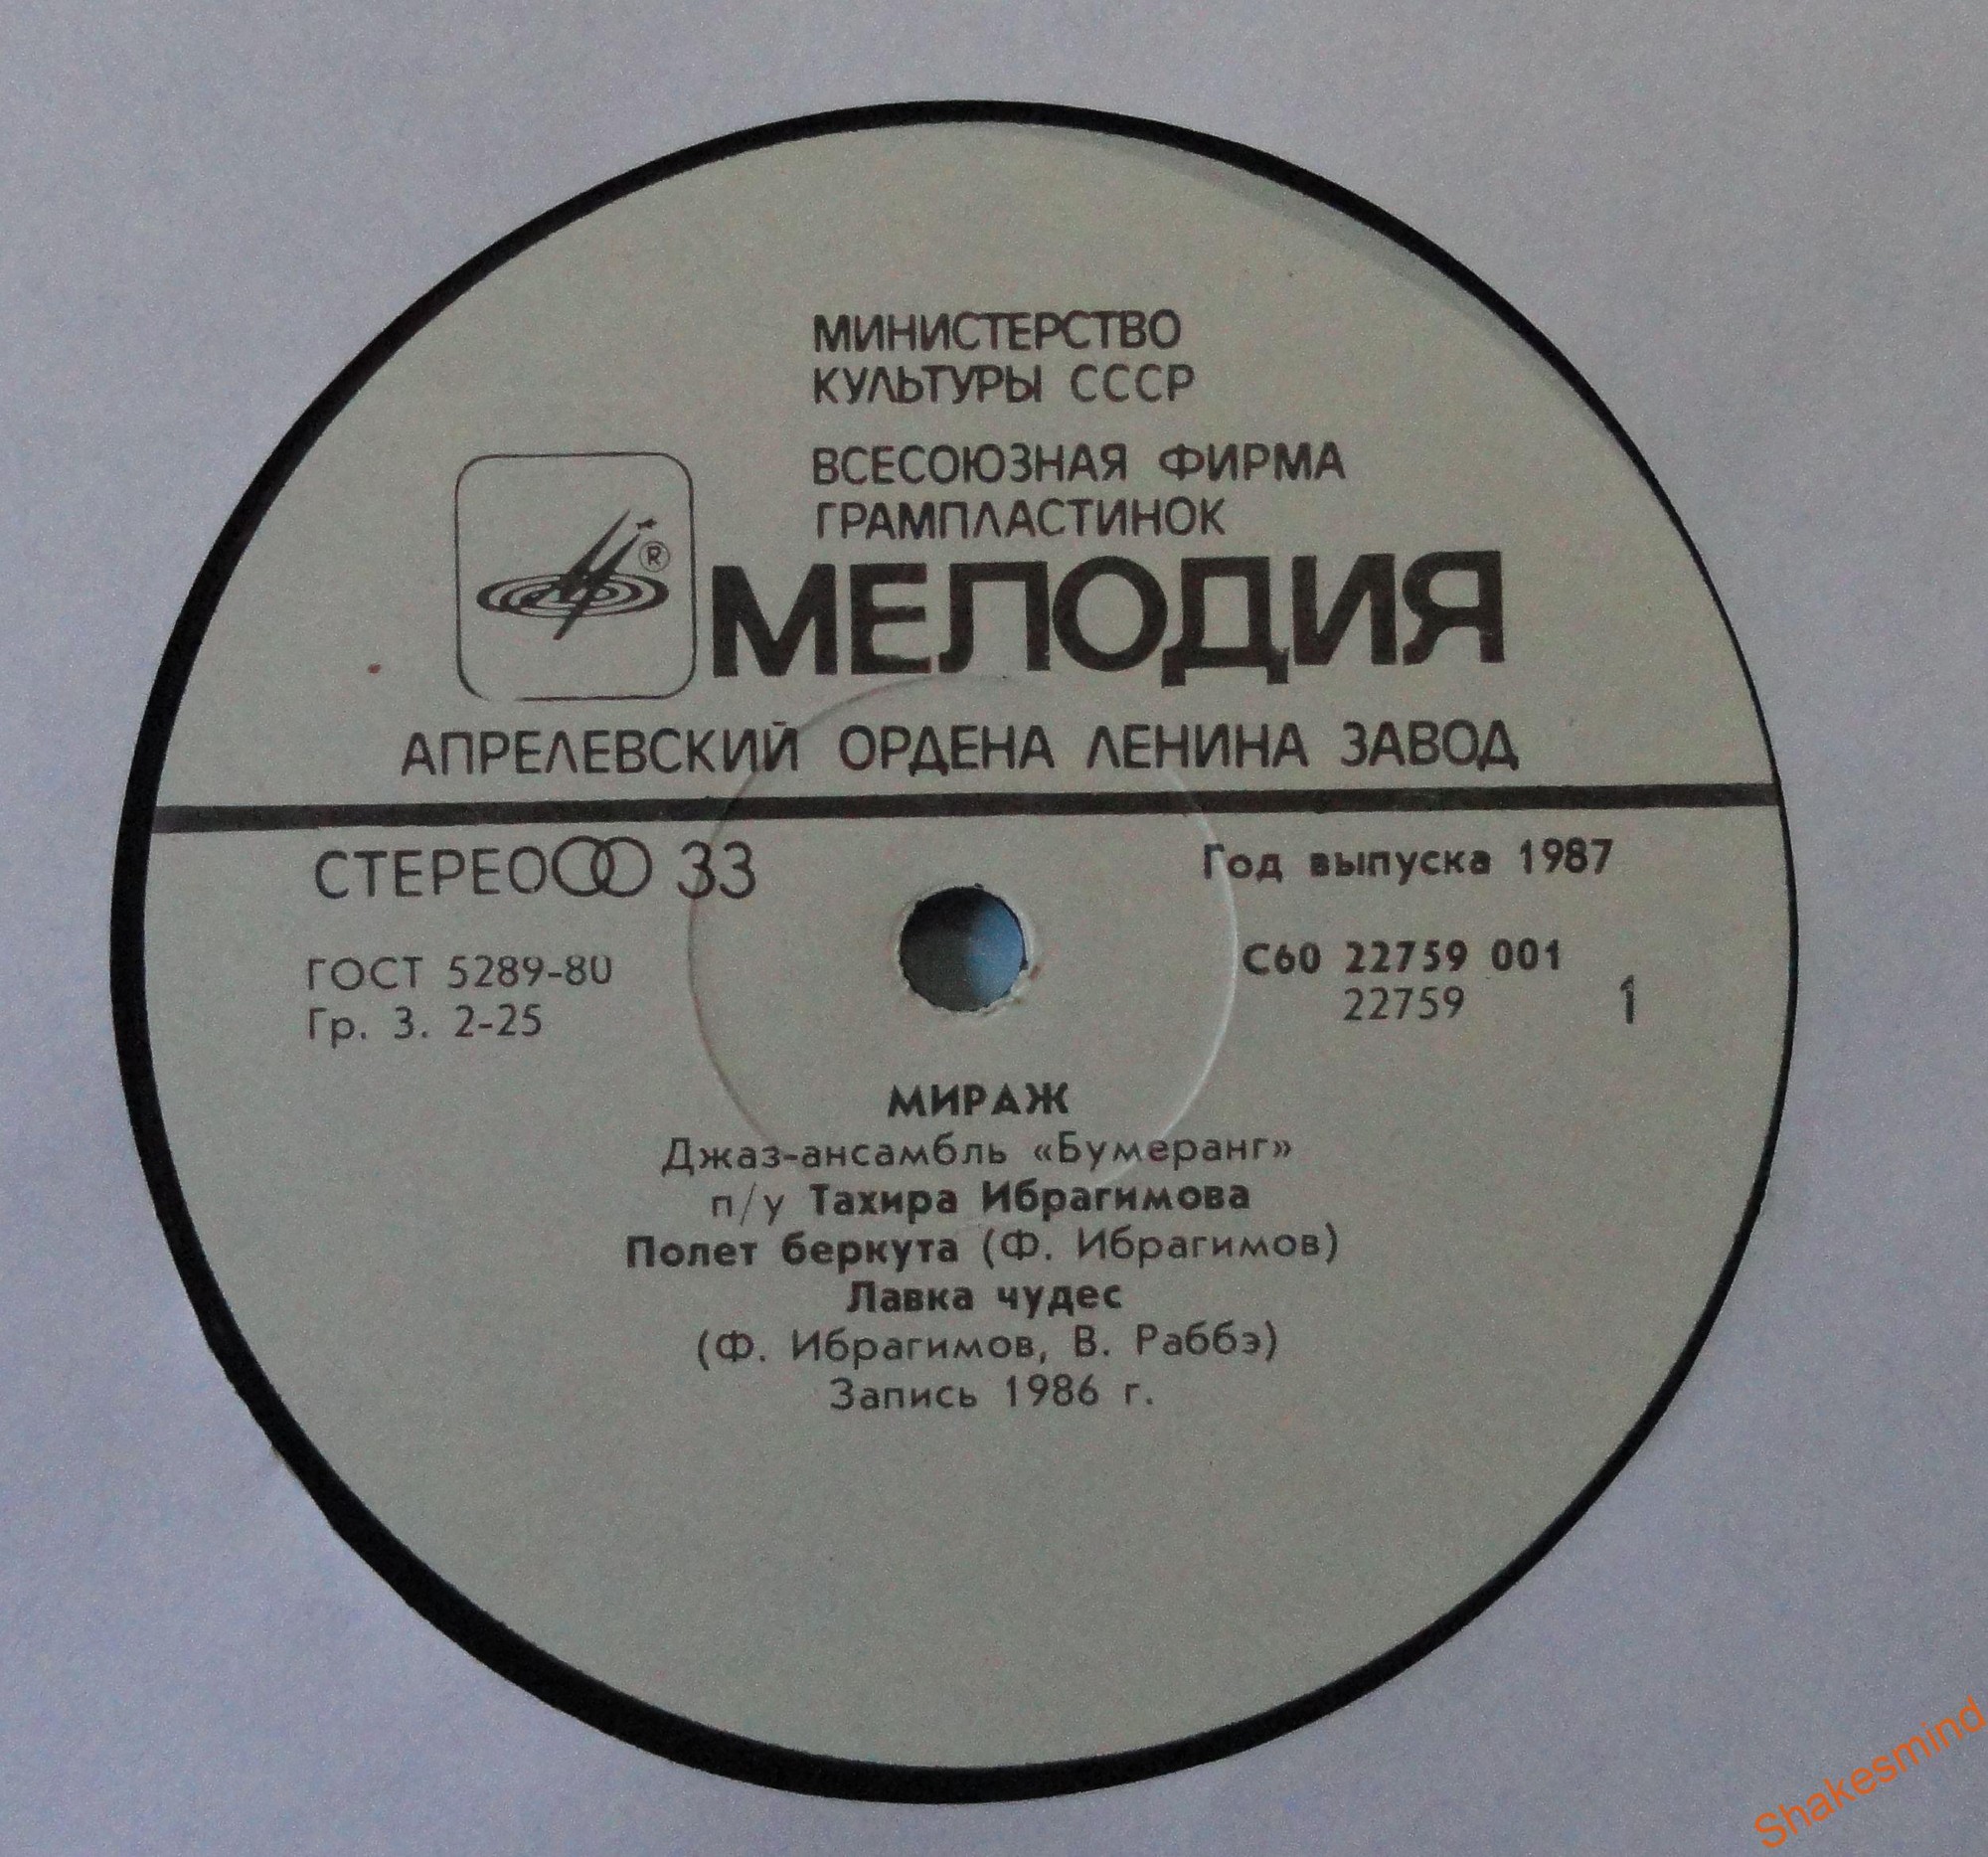 МИНИСТЕРСТВО
КУЛЬТУРЫ СССР
ВСЕСОЮЗНАЯ ФИРМА
ГРАМПЛАСТИНОК
®
МЕЛОДИЯ
АПРЕЛЕВСКИЙ ОРДЕНА ЛЕНИНА ЗАВОД
СТЕРЕО 33
Год выпуска 1987
ГОСТ 5289-80
Гр. 3. 2-25
С60 22759 001
22759
1
МИРАЖ
Джаз-ансамбль «Бумеранг»
п/у Тахира Ибрагимова
Полет беркута (Ф. Ибрагимов)
Лавка чудес
(Ф. Ибрагимов, В. Раббэ)
Запись 1986 г.
Shakesmind